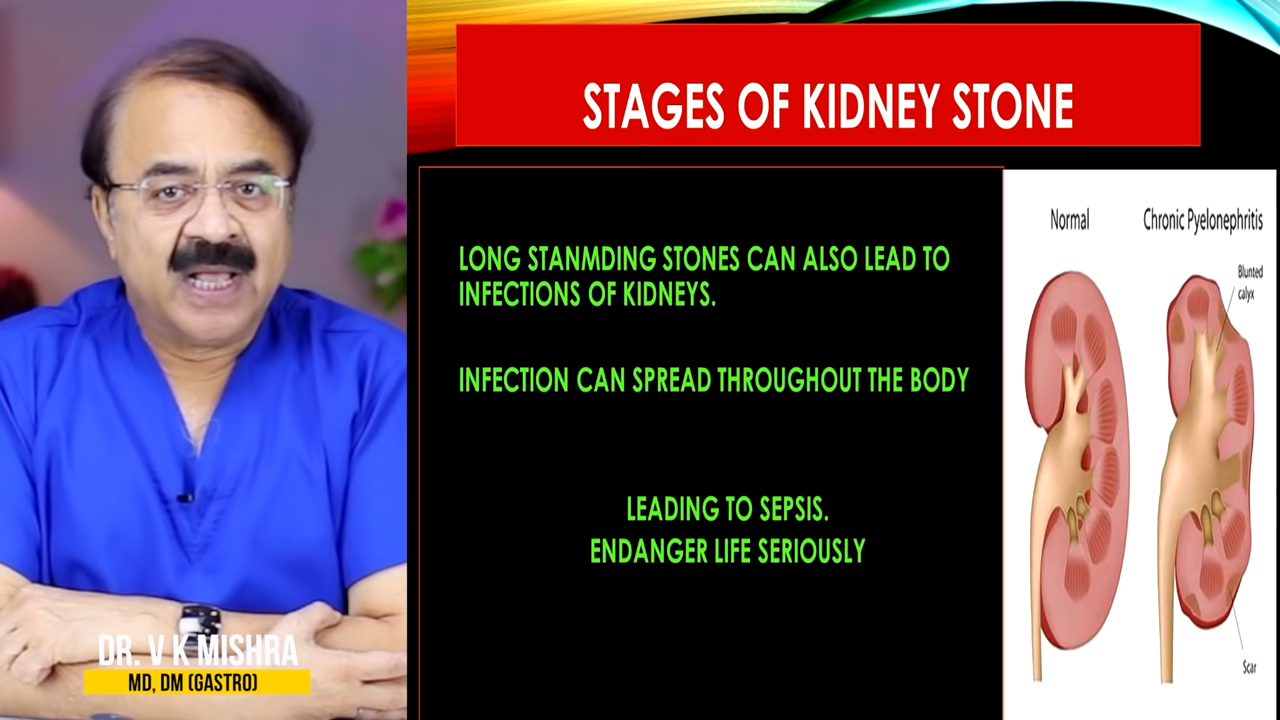 STAGES OF KIDNEY STONE
LONG STANMDING STONES CAN ALSO LEAD TO
INFECTIONS OF KIDNEYS.
INFECTION CAN SPREAD THROUGHOUT THE BODY
LEADING TO SEPSIS.
ENDANGER LIFE SERIOUSLY
Normal
Chronic Pyelonephritis
Blunted
calyx
Scar
DR. V K MISHRA
MD, DM (GASTRO)